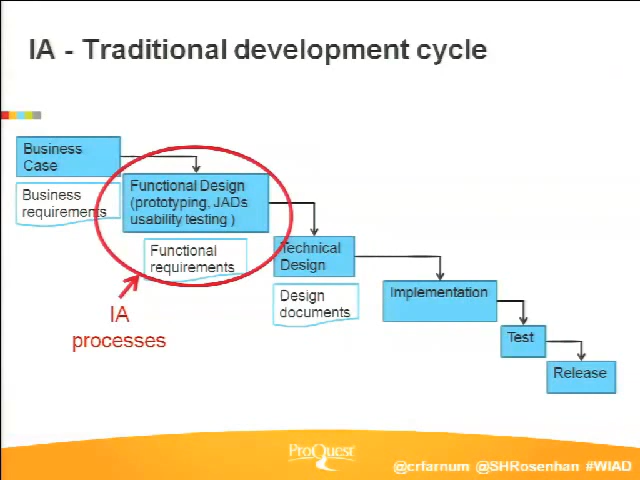 IA - Traditional development cycle
Business
Case
Business
requirements
Functional Design
(prototyping, JADs
usability testing )
Functional
requirements
IA
processes
Technical
Design
Design
documents
Implementation
Test
Release
ProQuest
@crfarnum @SHRosenhan #WIAD